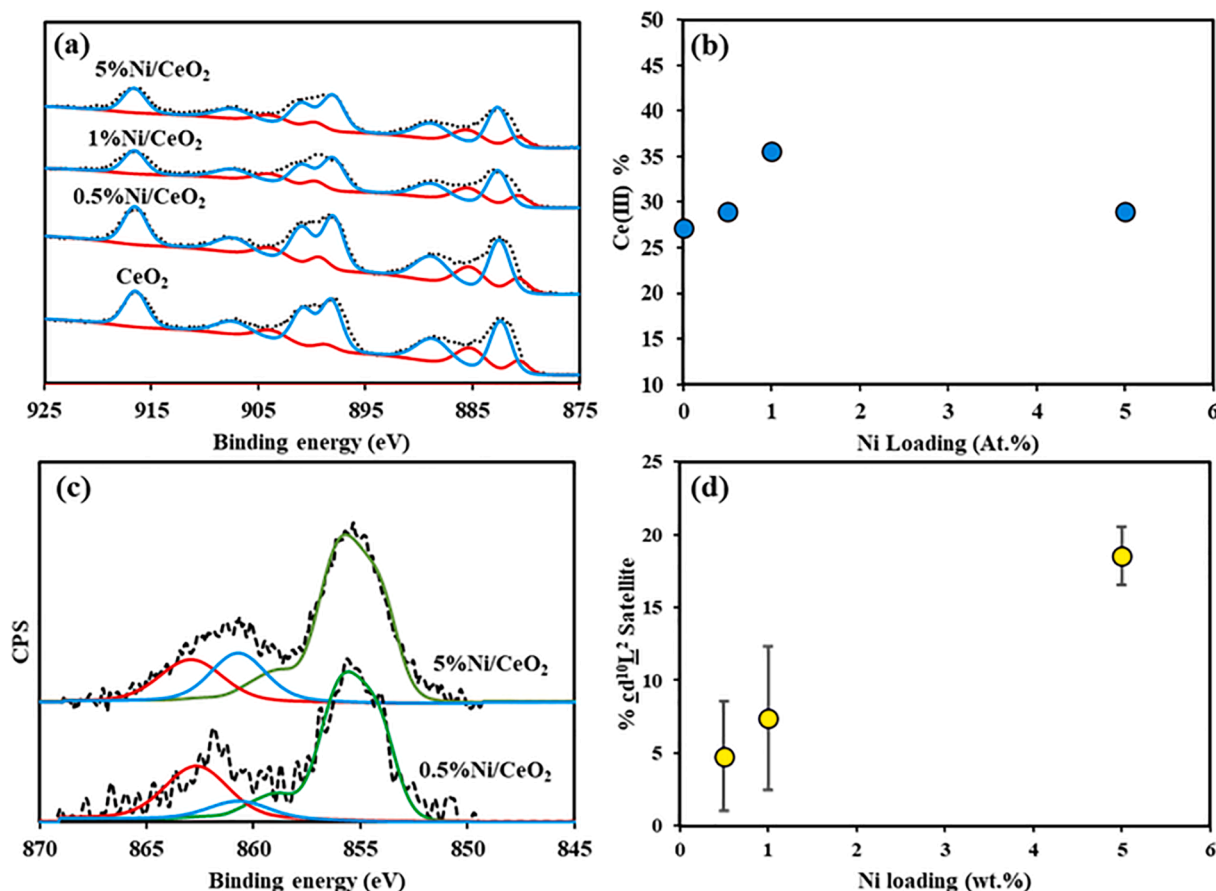 (a)
5%Ni/CeO₂
1%Ni/CeO₂
0.5%Ni/CeO₂
CeO₂
925 915 905 895 885 875
Binding energy (eV)
(b)
50
45
40
35
30
25
20
15
10
Ce(III) %
0 1 2 3 4 5 6
Ni Loading (At.%)
(c)
CPS
5%Ni/CeO₂
0.5%Ni/CeO₂
870 865 860 855 850 845
Binding energy (eV)
(d)
25
20
15
10
5
0
% c̲d¹⁰L̲² Satellite
0 1 2 3 4 5 6
Ni loading (wt.%)